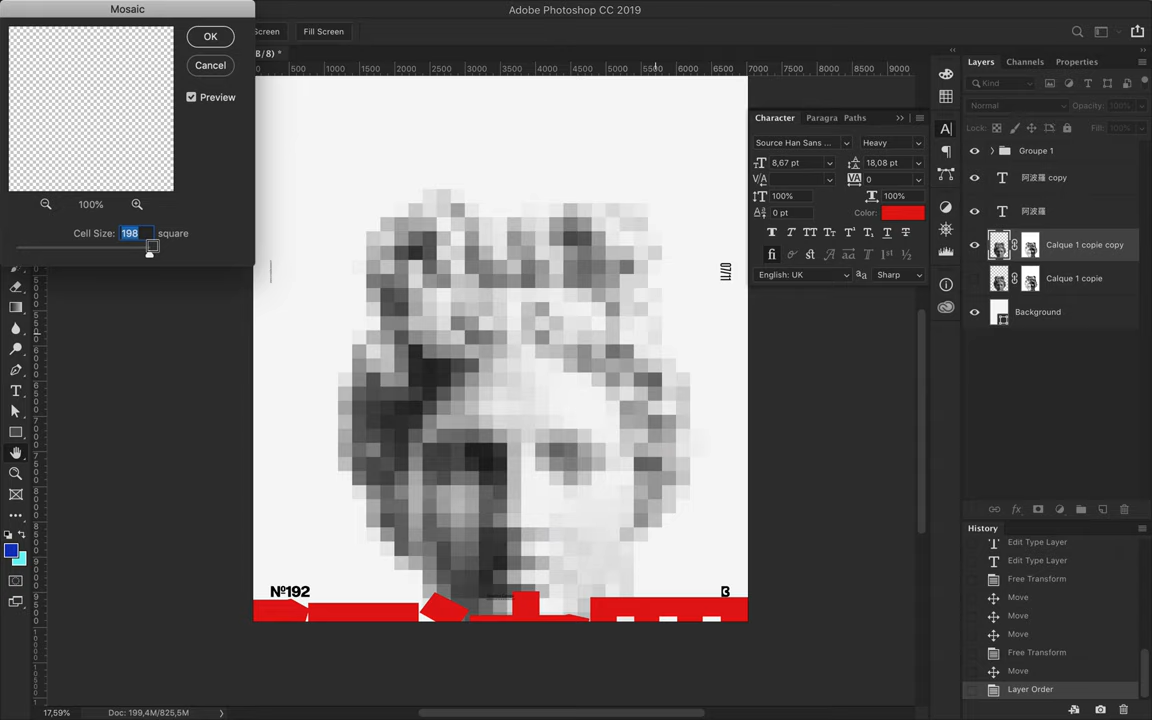 Mosaic
Adobe Photoshop CC 2019
OK
Cancel
Preview
100%
Cell Size: 198 square
Screen
Fill Screen
B/8) *
500 1000 1500 2000 2500 3000 3500 4000 4500 5000 5500 6000 6500 7000 7500 8000 8500 9000
07/11
Nº192
Character
Paragra
Paths
Source Han Sans ...
Heavy
8,67 pt
18,08 pt
0
100%
100%
0 pt
Color:
English: UK
Sharp
Layers
Channels
Properties
Kind
Normal
Opacity: 100%
Lock:
Fill: 100%
Groupe 1
阿波羅 copy
阿波羅
Calque 1 copie copy
Calque 1 copie
Background
History
Edit Type Layer
Edit Type Layer
Free Transform
Move
Move
Move
Free Transform
Move
Layer Order
17,59%
Doc: 199,4M/825,5M